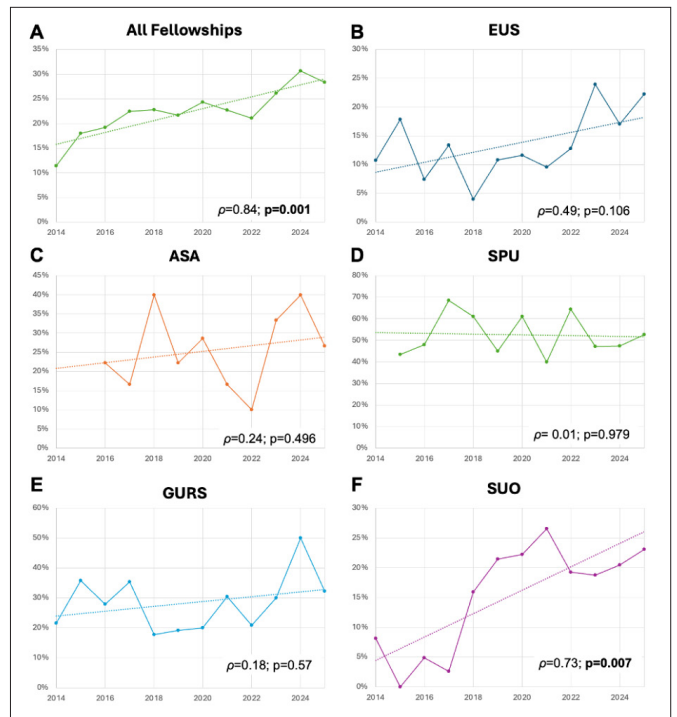 A All Fellowships
35%
30%
25%
20%
15%
10%
5%
0%
2014 2016 2018 2020 2022 2024
ρ=0.84; p=0.001
B EUS
30%
25%
20%
15%
10%
5%
0%
2014 2016 2018 2020 2022 2024
ρ=0.49; p=0.106
C ASA
45%
40%
35%
30%
25%
20%
15%
10%
5%
0%
2014 2016 2018 2020 2022 2024
ρ=0.24; p=0.496
D SPU
80%
70%
60%
50%
40%
30%
20%
10%
0%
2014 2016 2018 2020 2022 2024
ρ= 0.01; p=0.979
E GURS
60%
50%
40%
30%
20%
10%
0%
2014 2016 2018 2020 2022 2024
ρ=0.18; p=0.57
F SUO
30%
25%
20%
15%
10%
5%
0%
2014 2016 2018 2020 2022 2024
ρ=0.73; p=0.007